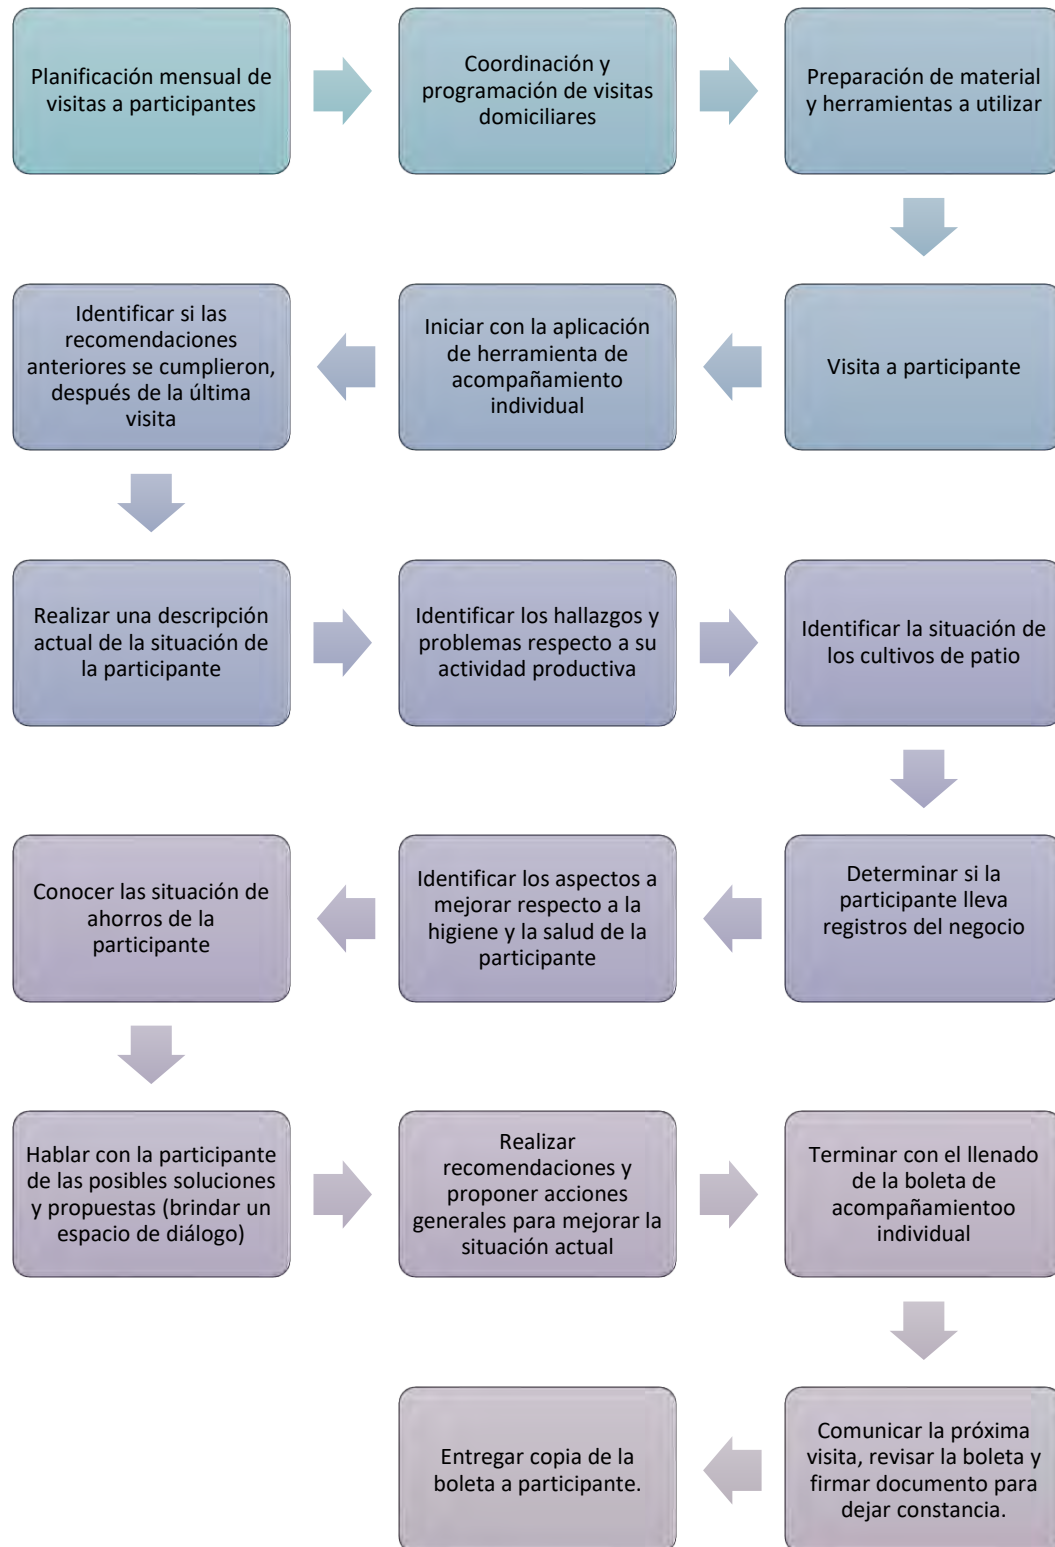 Planificación mensual de
visitas a participantes
Coordinación y
programación de visitas
domiciliares
Preparación de material
y herramientas a utilizar
Visita a participante
Iniciar con la aplicación
de herramienta de
acompañamiento
individual
Identificar si las
recomendaciones
anteriores se cumplieron,
después de la última
visita
Realizar una descripción
actual de la situación de
la participante
Identificar los hallazgos y
problemas respecto a su
actividad productiva
Identificar la situación de
los cultivos de patio
Determinar si la
participante lleva
registros del negocio
Identificar los aspectos a
mejorar respecto a la
higiene y la salud de la
participante
Conocer las situación de
ahorros de la
participante
Hablar con la participante
de las posibles soluciones
y propuestas (brindar un
espacio de diálogo)
Realizar
recomendaciones y
proponer acciones
generales para mejorar la
situación actual
Terminar con el llenado
de la boleta de
acompañamientoo
individual
Comunicar la próxima
visita, revisar la boleta y
firmar documento para
dejar constancia.
Entregar copia de la
boleta a participante.